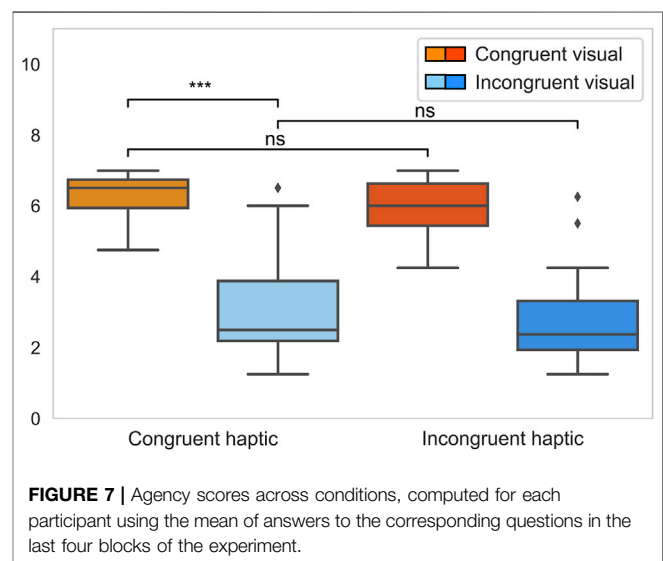 10
Congruent visual
Incongruent visual
***
ns
8
ns
6
4
2
0
Congruent haptic Incongruent haptic
FIGURE 7 | Agency scores across conditions, computed for each
participant using the mean of answers to the corresponding questions in the
last four blocks of the experiment.